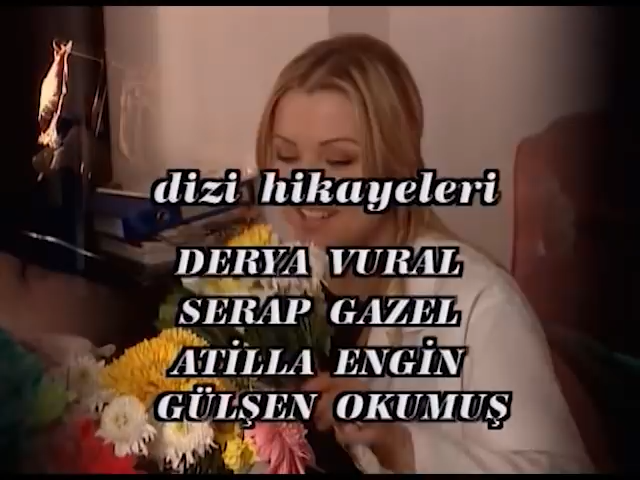 dizi hikayeleri
DERYA VURAL
SERAP GAZEL
ATİLLA ENGİN
GÜLŞEN OKUMUŞ